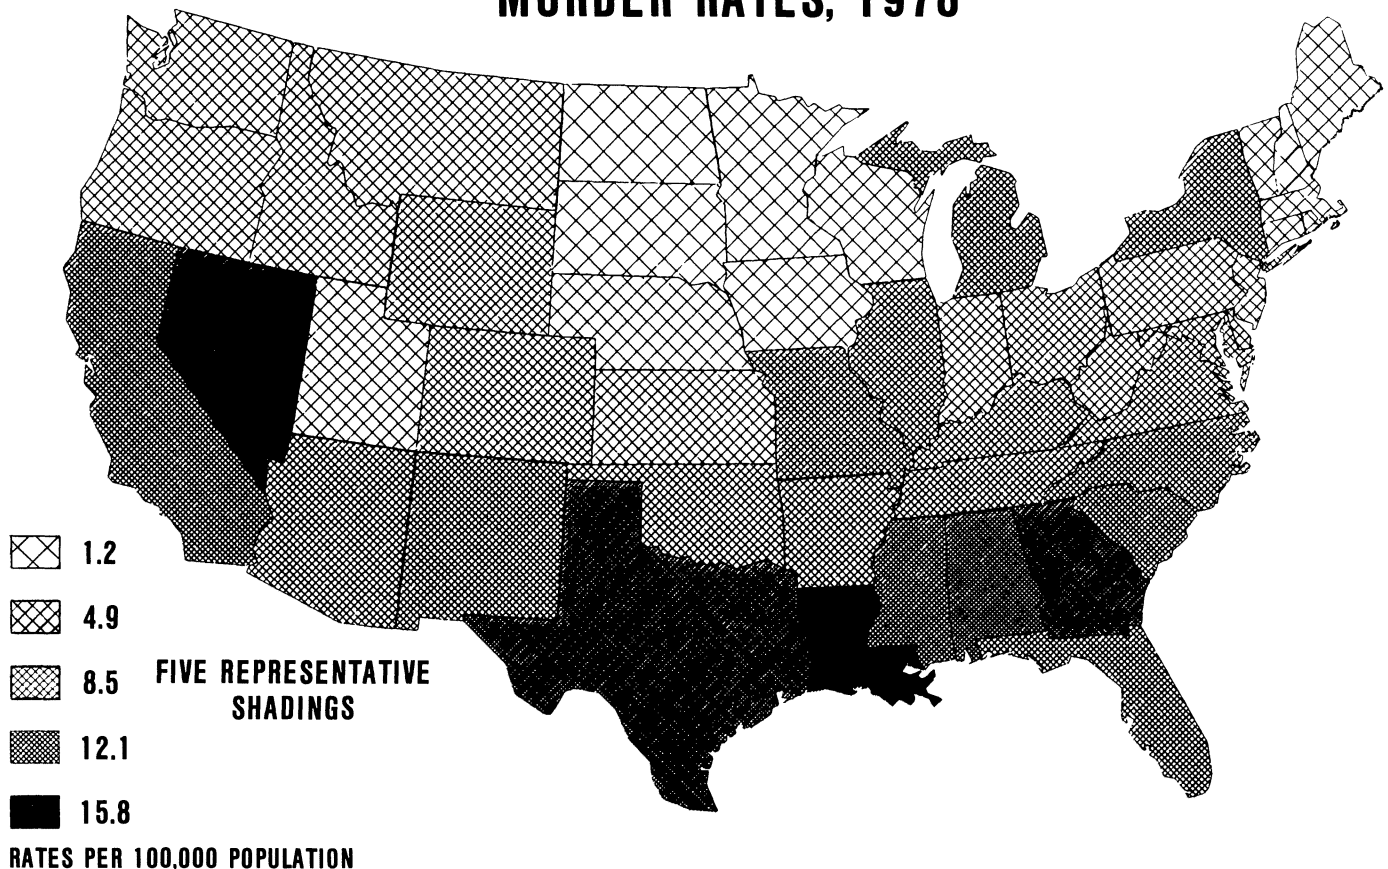 MURDER RATES, 1978
1.2
4.9
8.5
12.1
15.8
FIVE REPRESENTATIVE
SHADINGS
RATES PER 100,000 POPULATION